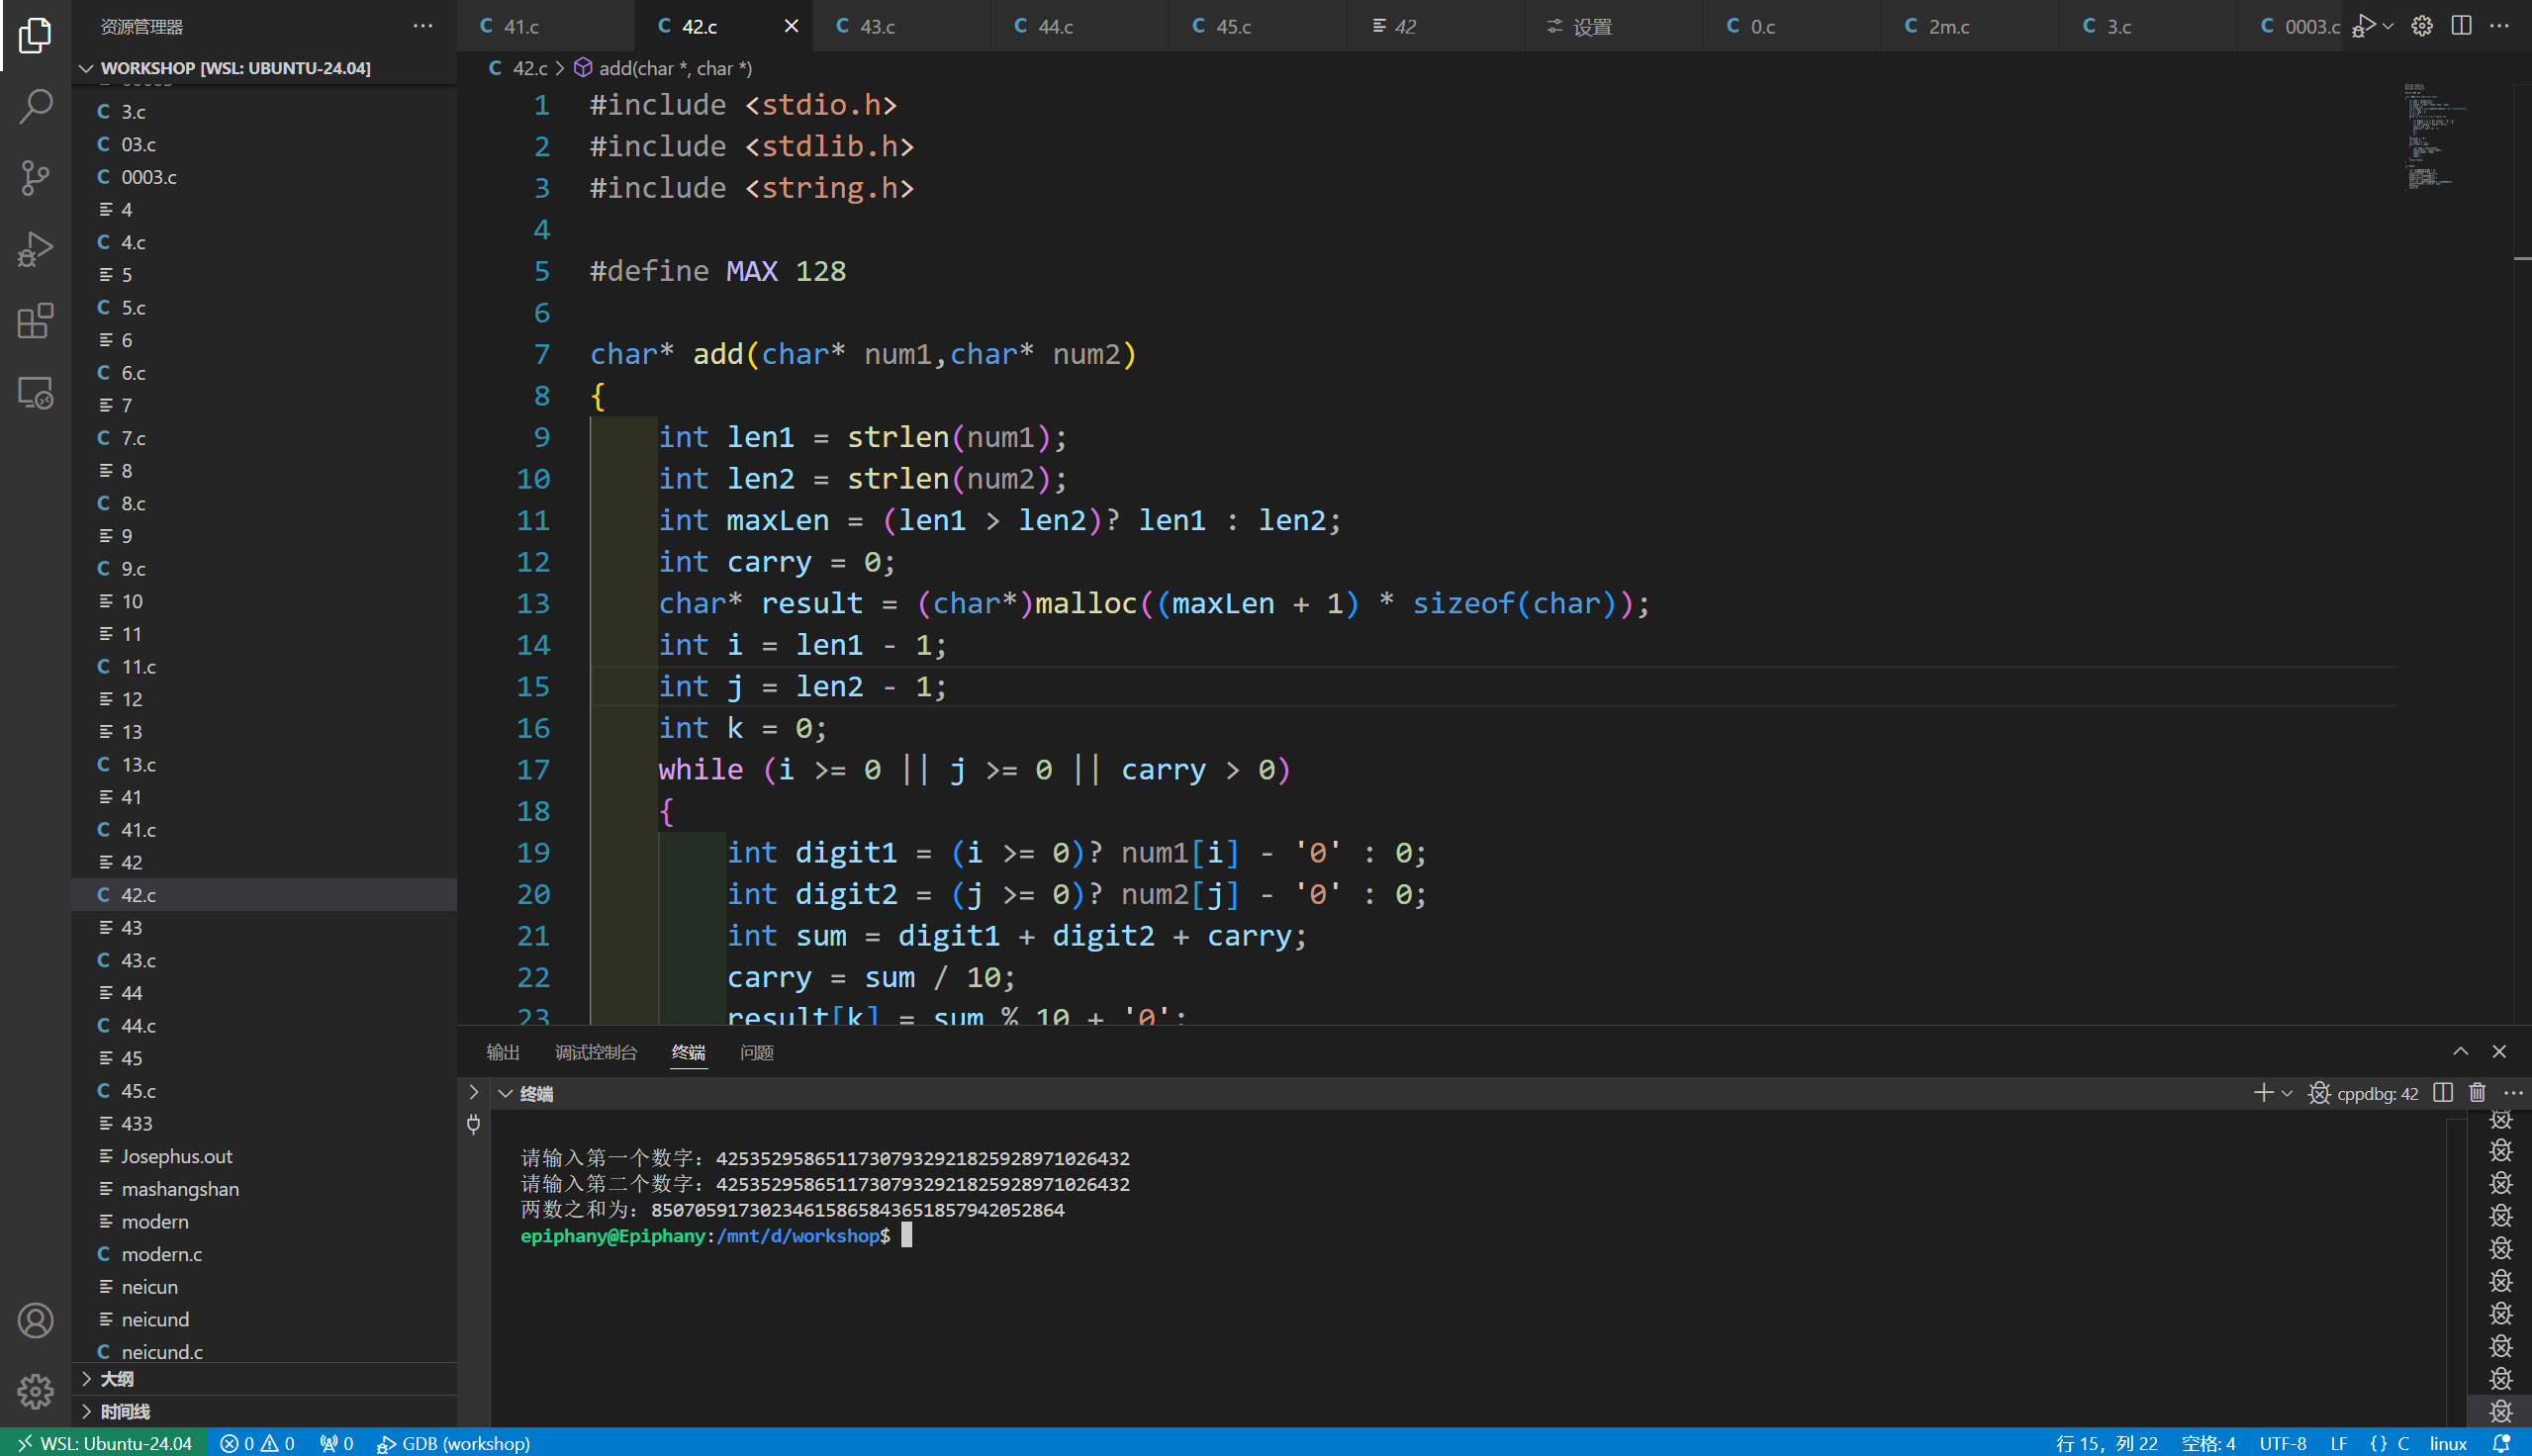 资源管理器
WORKSHOP [WSL: UBUNTU-24.04]
3.c
03.c
0003.c
4
4.c
5
5.c
6
6.c
7
7.c
8
8.c
9
9.c
10
11
11.c
12
13
13.c
41
41.c
42
42.c
43
43.c
44
44.c
45
45.c
433
Josephus.out
mashangshan
modern
modern.c
neicun
neicund
neicund.c
大纲
时间线
41.c 42.c 43.c 44.c 45.c 42 设置 0.c 2m.c 3.c 0003.c
42.c > add(char *, char *)
1 #include <stdio.h>
2 #include <stdlib.h>
3 #include <string.h>
4
5 #define MAX 128
6
7 char* add(char* num1,char* num2)
8 {
9 int len1 = strlen(num1);
10 int len2 = strlen(num2);
11 int maxLen = (len1 > len2)? len1 : len2;
12 int carry = 0;
13 char* result = (char*)malloc((maxLen + 1) * sizeof(char));
14 int i = len1 - 1;
15 int j = len2 - 1;
16 int k = 0;
17 while (i >= 0 || j >= 0 || carry > 0)
18 {
19 int digit1 = (i >= 0)? num1[i] - '0' : 0;
20 int digit2 = (j >= 0)? num2[j] - '0' : 0;
21 int sum = digit1 + digit2 + carry;
22 carry = sum / 10;
23 result[k] = sum % 10 + '0';
输出 调试控制台 终端 问题
终端
cppdbg: 42
请输入第一个数字：42535295865117307932921825928971026432
请输入第二个数字：42535295865117307932921825928971026432
两数之和为：85070591730234615865843651857942052864
epiphany@Epiphany:/mnt/d/workshop$
WSL: Ubuntu-24.04 0 0 0 GDB (workshop) 行 15，列 22 空格: 4 UTF-8 LF {} C linux